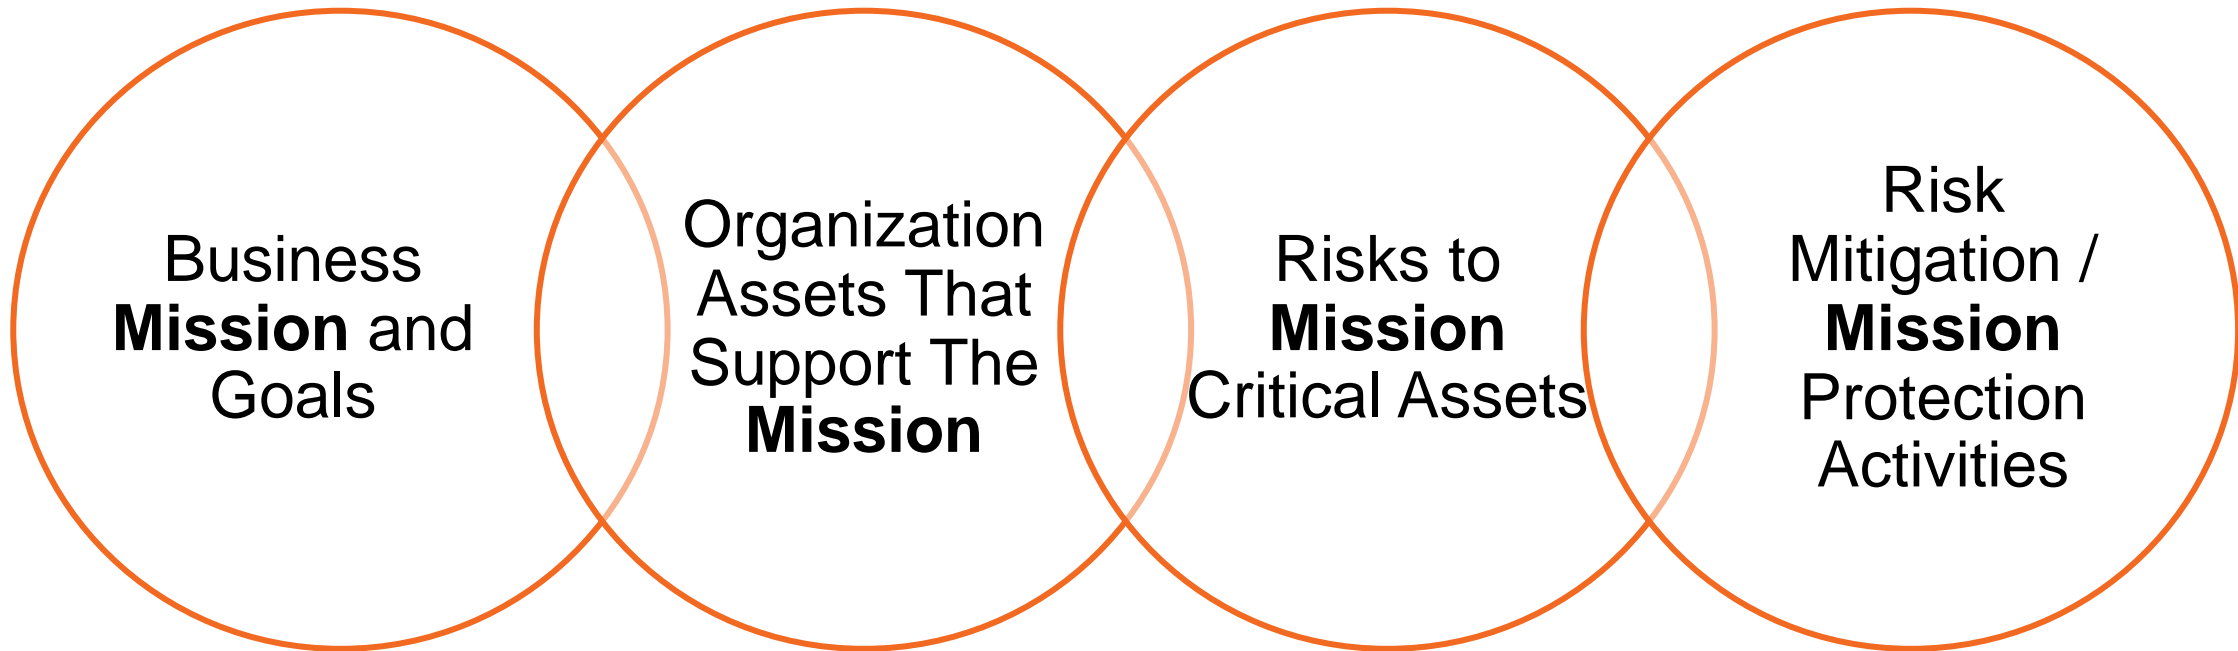 Business
Mission and
Goals
Organization
Assets That
Support The
Mission
Risks to
Mission
Critical Assets
Risk
Mitigation /
Mission
Protection
Activities